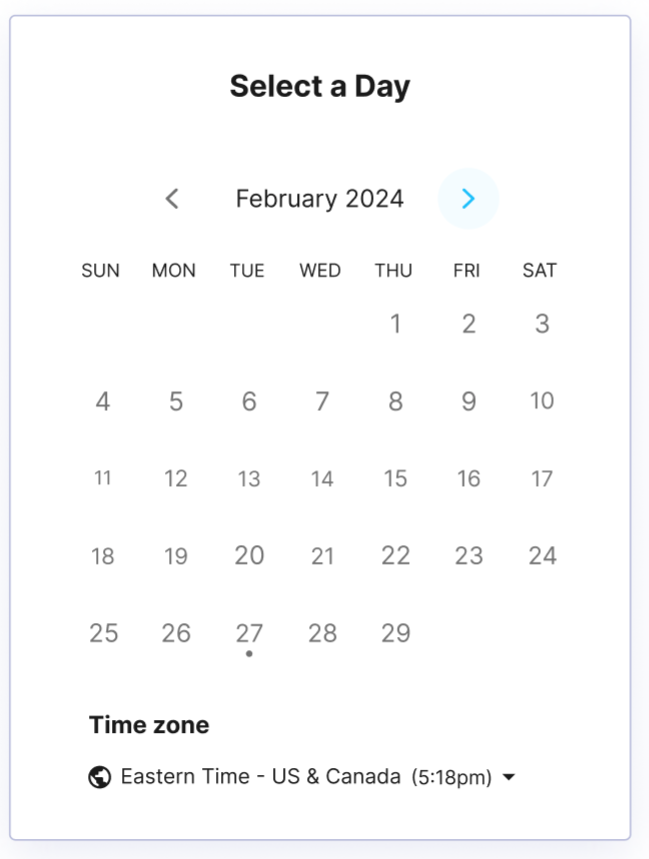 Select a Day
February 2024
SUN MON TUE WED THU FRI SAT
1 2 3
4 5 6 7 8 9 10
11 12 13 14 15 16 17
18 19 20 21 22 23 24
25 26 27 28 29
Time zone
Eastern Time - US & Canada (5:18pm)